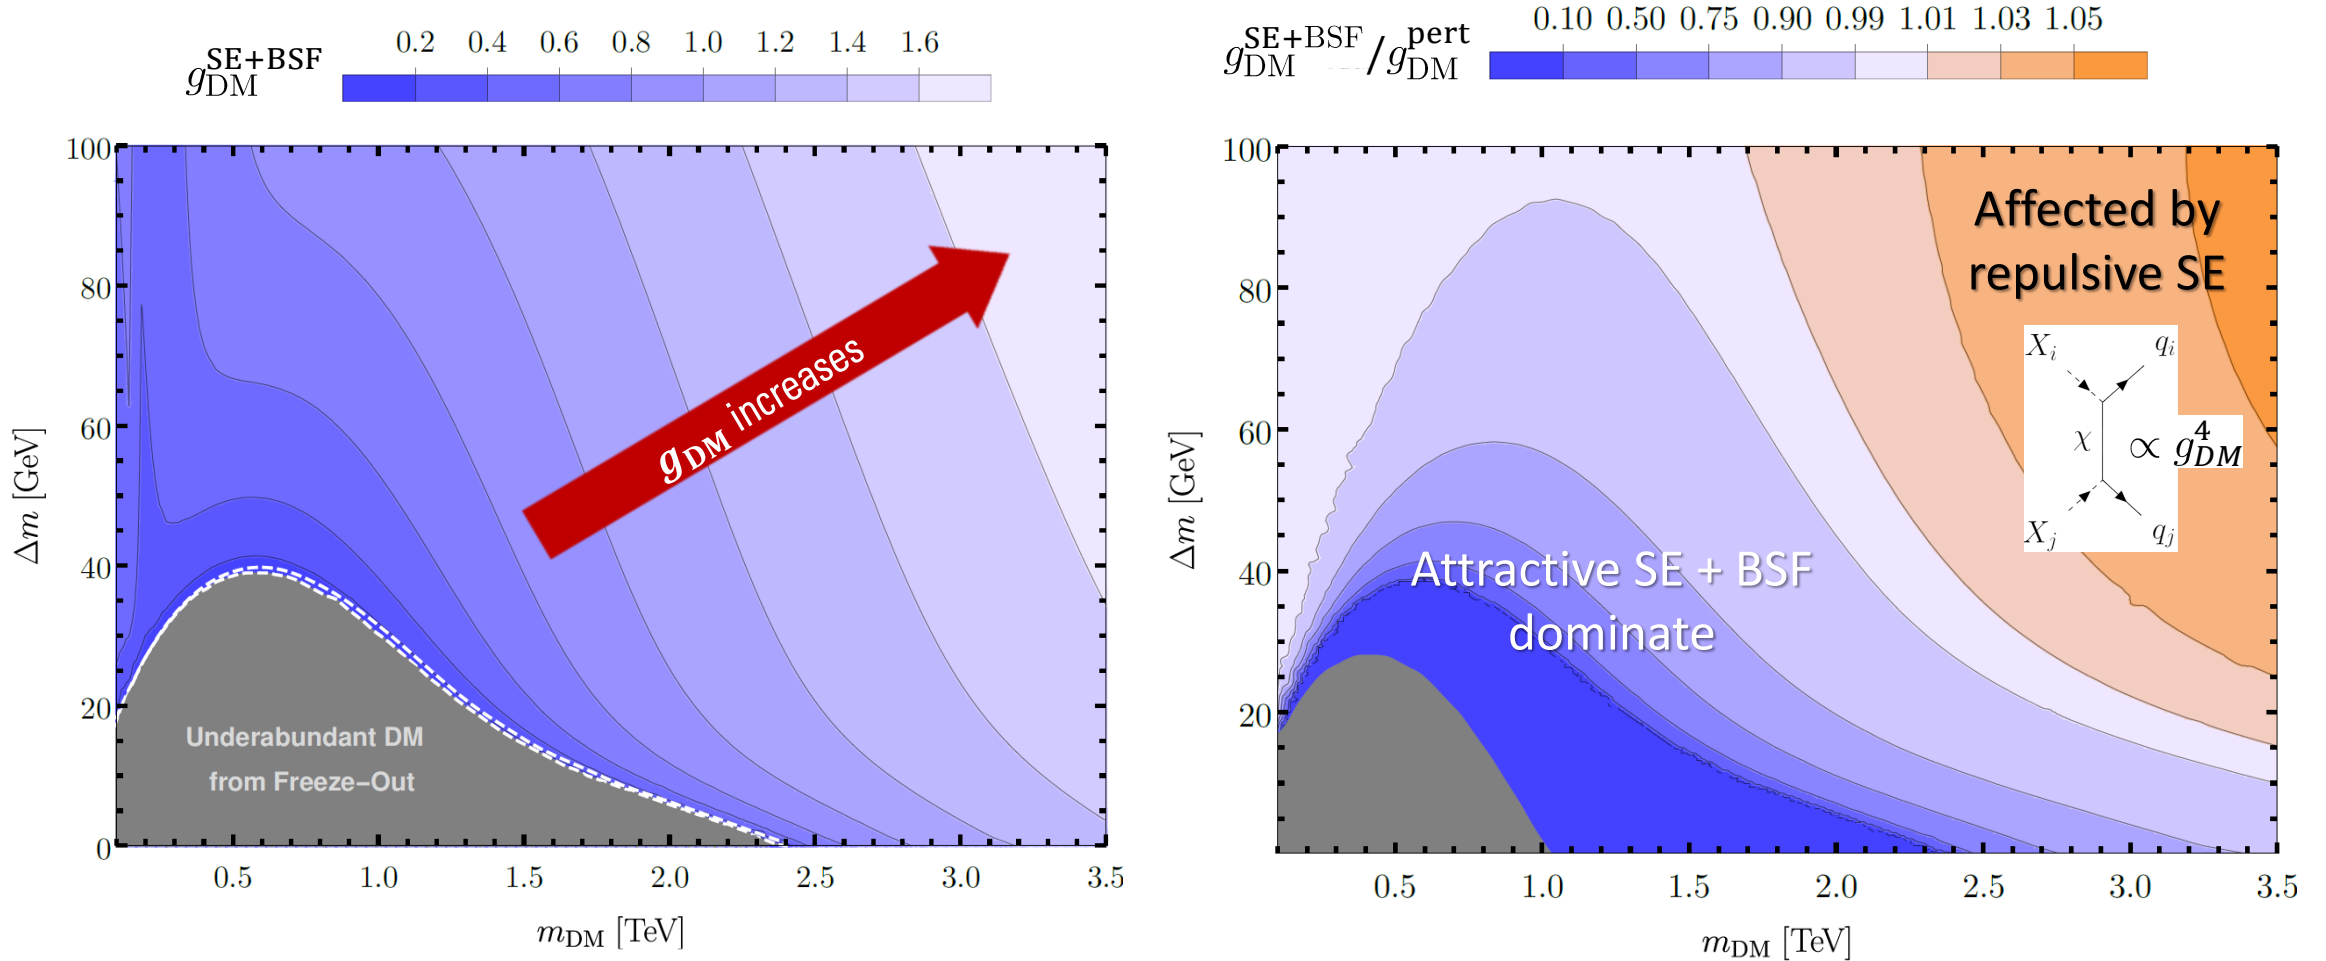 g_DM^SE+BSF
0.2 0.4 0.6 0.8 1.0 1.2 1.4 1.6
100
80
60
40
20
0
Δm [GeV]
g_DM increases
Underabundant DM
from Freeze−Out
0.5 1.0 1.5 2.0 2.5 3.0 3.5
m_DM [TeV]
g_DM^SE+BSF/g_DM^pert
0.10 0.50 0.75 0.90 0.99 1.01 1.03 1.05
100
80
60
40
20
Δm [GeV]
Affected by
repulsive SE
X_i q_i
χ ∝ g_DM^4
X_j q_j
Attractive SE + BSF
dominate
0.5 1.0 1.5 2.0 2.5 3.0 3.5
m_DM [TeV]